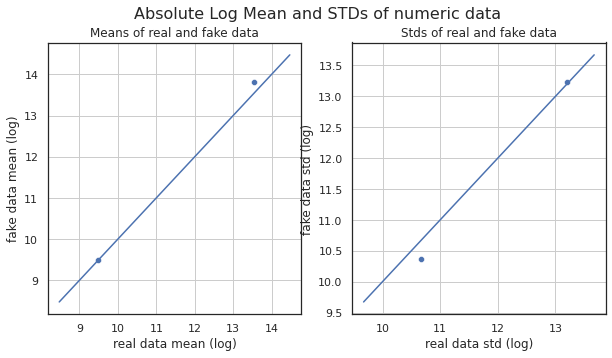 Absolute Log Mean and STDs of numeric data
Means of real and fake data
fake data mean (log)
14
13
12
11
10
9
9 10 11 12 13 14
real data mean (log)
Stds of real and fake data
fake data std (log)
13.5
13.0
12.5
12.0
11.5
11.0
10.5
10.0
9.5
10 11 12 13
real data std (log)